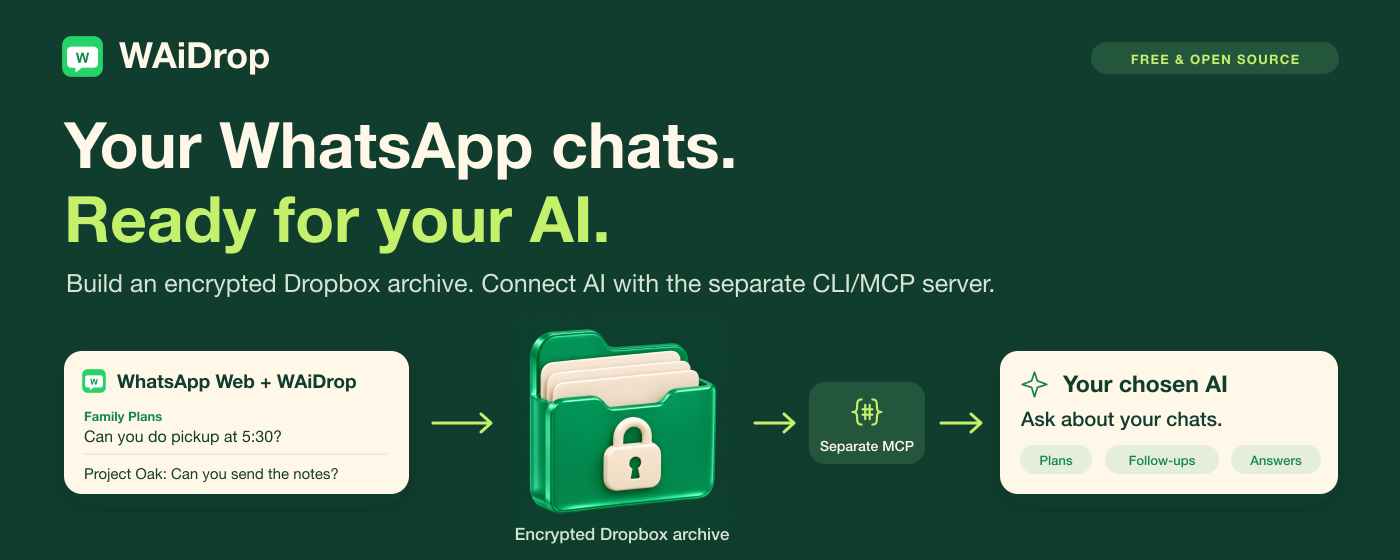 W
WAiDrop
FREE & OPEN SOURCE
Your WhatsApp chats.
Ready for your AI.
Build an encrypted Dropbox archive. Connect AI with the separate CLI/MCP server.
W
WhatsApp Web + WAiDrop
Family Plans
Can you do pickup at 5:30?
Project Oak: Can you send the notes?
Encrypted Dropbox archive
{#}
Separate MCP
Your chosen AI
Ask about your chats.
Plans
Follow-ups
Answers